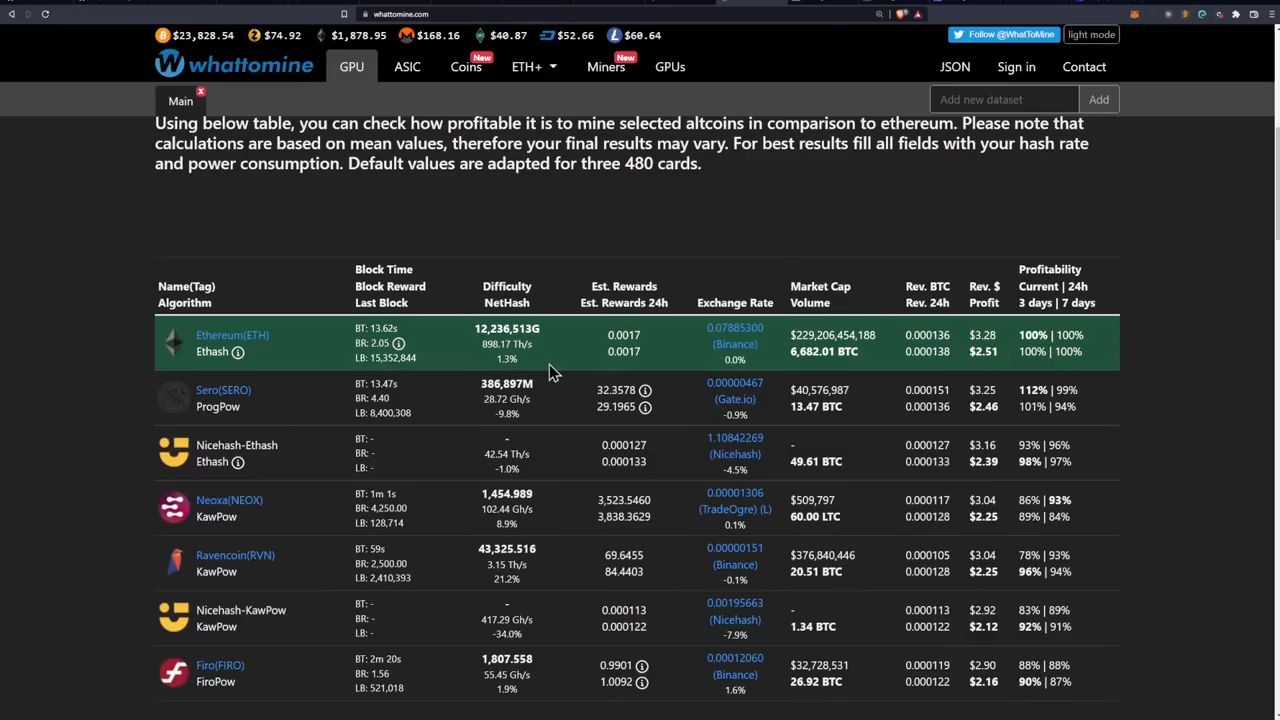 whattomine.com
$23,828.54 $74.92 $1,878.95 $168.16 $40.87 $52.66 $60.64
Follow @WhatToMine light mode
whattomine GPU ASIC Coins New ETH+ Miners New GPUs JSON Sign in Contact
Main x Add new dataset Add
Using below table, you can check how profitable it is to mine selected altcoins in comparison to ethereum. Please note that
calculations are based on mean values, therefore your final results may vary. For best results fill all fields with your hash rate
and power consumption. Default values are adapted for three 480 cards.
Name(Tag)
Algorithm
Block Time
Block Reward
Last Block
Difficulty
NetHash
Est. Rewards
Est. Rewards 24h
Exchange Rate
Market Cap
Volume
Rev. BTC
Rev. 24h
Rev. $
Profit
Profitability
Current | 24h
3 days | 7 days
Ethereum(ETH)
Ethash
BT: 13.62s
BR: 2.05
LB: 15,352,844
12,236,513G
898.17 Th/s
1.3%
0.0017
0.0017
0.07885300
(Binance)
0.0%
$229,206,454,188
6,682.01 BTC
0.000136
0.000138
$3.28
$2.51
100% | 100%
100% | 100%
Sero(SERO)
ProgPow
BT: 13.47s
BR: 4.40
LB: 8,400,308
386,897M
28.72 Gh/s
-9.8%
32.3578
29.1965
0.00000467
(Gate.io)
-0.9%
$40,576,987
13.47 BTC
0.000151
0.000136
$3.25
$2.46
112% | 99%
101% | 94%
Nicehash-Ethash
Ethash
BT: -
BR: -
LB: -
-
42.54 Th/s
-1.0%
0.000127
0.000133
1.10842269
(Nicehash)
-4.5%
-
49.61 BTC
0.000127
0.000133
$3.16
$2.39
93% | 96%
98% | 97%
Neoxa(NEOX)
KawPow
BT: 1m 1s
BR: 4,250.00
LB: 128,714
1,454.989
102.44 Gh/s
8.9%
3,523.5460
3,838.3629
0.00001306
(TradeOgre) (L)
0.1%
$509,797
60.00 LTC
0.000117
0.000128
$3.04
$2.25
86% | 93%
89% | 84%
Ravencoin(RVN)
KawPow
BT: 59s
BR: 2,500.00
LB: 2,410,393
43,325.516
3.15 Th/s
21.2%
69.6455
84.4403
0.00000151
(Binance)
-0.1%
$376,840,446
20.51 BTC
0.000105
0.000128
$3.04
$2.25
78% | 93%
96% | 94%
Nicehash-KawPow
KawPow
BT: -
BR: -
LB: -
-
417.29 Gh/s
-34.0%
0.000113
0.000122
0.00195663
(Nicehash)
-7.9%
-
1.34 BTC
0.000113
0.000122
$2.92
$2.12
83% | 89%
92% | 91%
Firo(FIRO)
FiroPow
BT: 2m 20s
BR: 1.56
LB: 521,018
1,807.558
55.45 Gh/s
1.9%
0.9901
1.0092
0.00012060
(Binance)
1.6%
$32,728,531
26.92 BTC
0.000119
0.000122
$2.90
$2.16
88% | 88%
90% | 87%